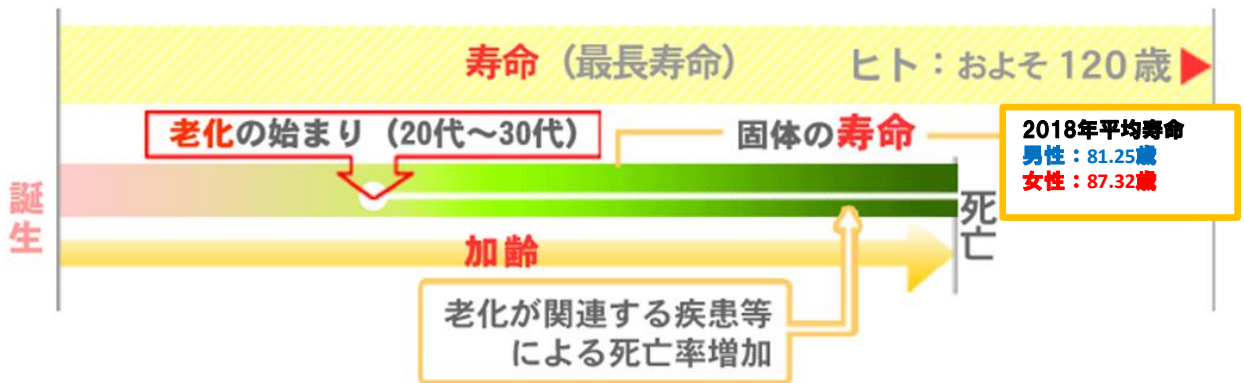 寿命（最長寿命） ヒト：およそ120歳
老化の始まり（20代～30代）
固体の寿命
2018年平均寿命
男性：81.25歳
女性：87.32歳
誕生
死亡
加齢
老化が関連する疾患等
による死亡率増加